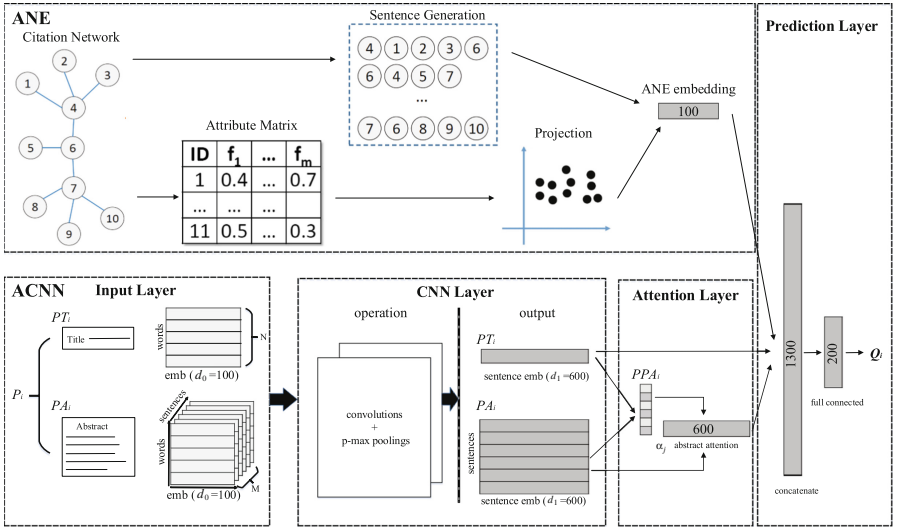 ANE
Citation Network
1
2
3
4
5
6
7
8
9
10
Sentence Generation
4 1 2 3 6
6 4 5 7
...
7 6 8 9 10
Attribute Matrix
ID f1 ... fm
1 0.4 ... 0.7
... ... ...
11 0.5 ... 0.3
Projection
ANE embedding
100
Prediction Layer
1300
concatenate
200
full connected
Qi
ACNN
Input Layer
Pi
PTi
Title
PAi
Abstract
words
N
emb (d0 =100)
sentences
words
M
emb (d0 =100)
CNN Layer
operation
convolutions
+
p-max poolings
output
PTi
sentence emb (d1 =600)
PAi
sentences
sentence emb (d1 =600)
Attention Layer
PPAi
αj
600
abstract attention